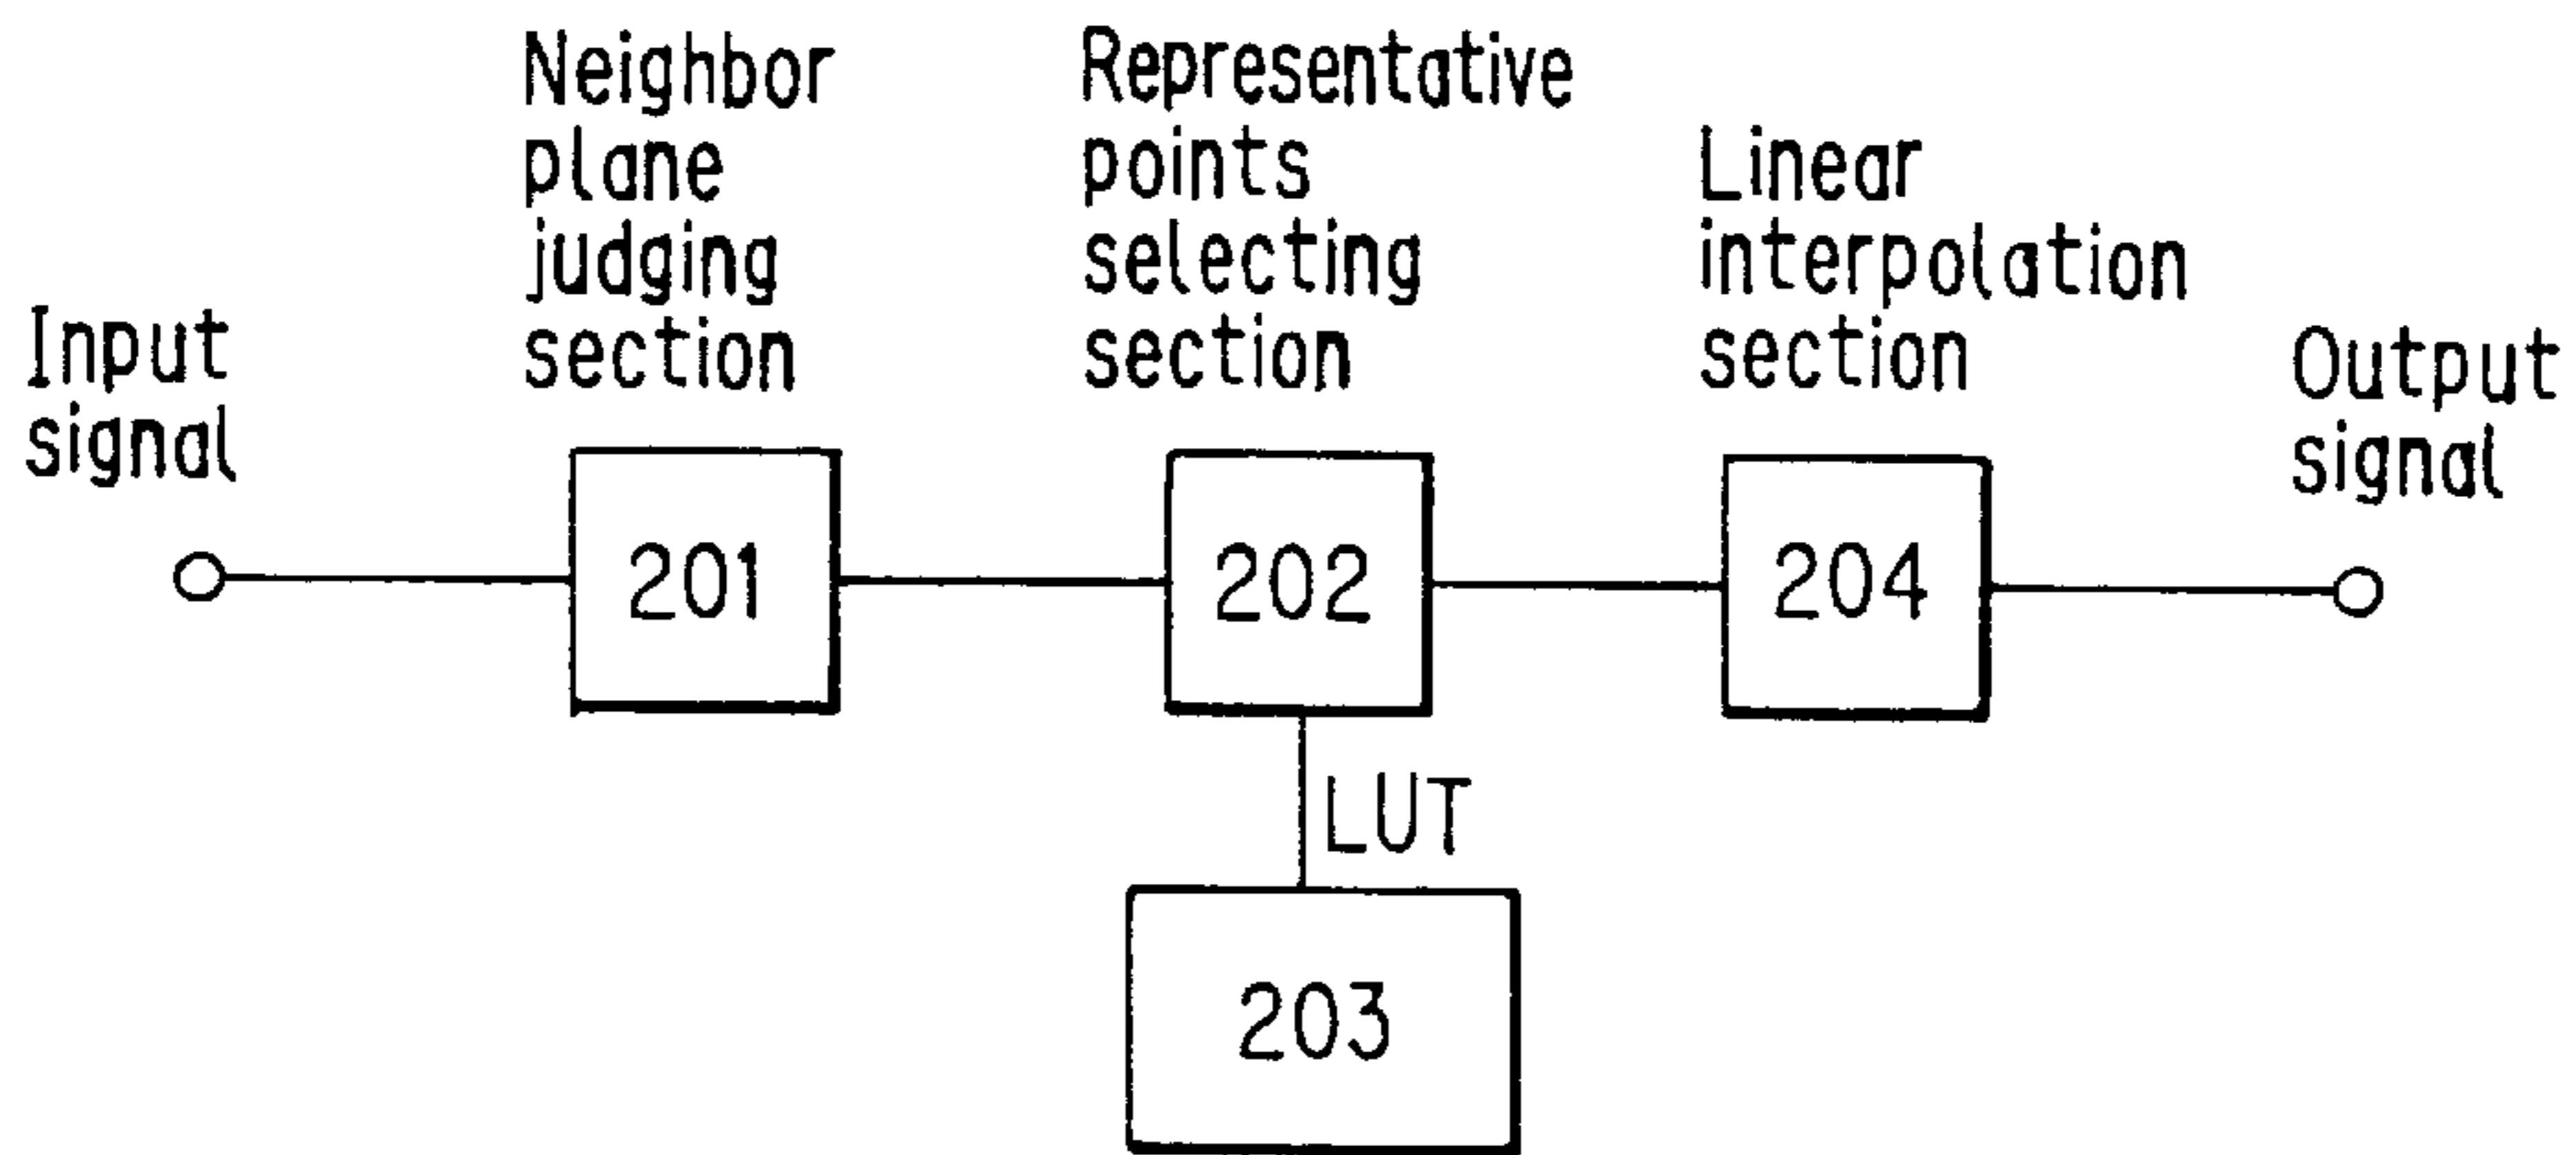 Input
signal
Neighbor
plane
judging
section
Representative
points
selecting
section
Linear
interpolation
section
Output
signal
201
202
204
LUT
203